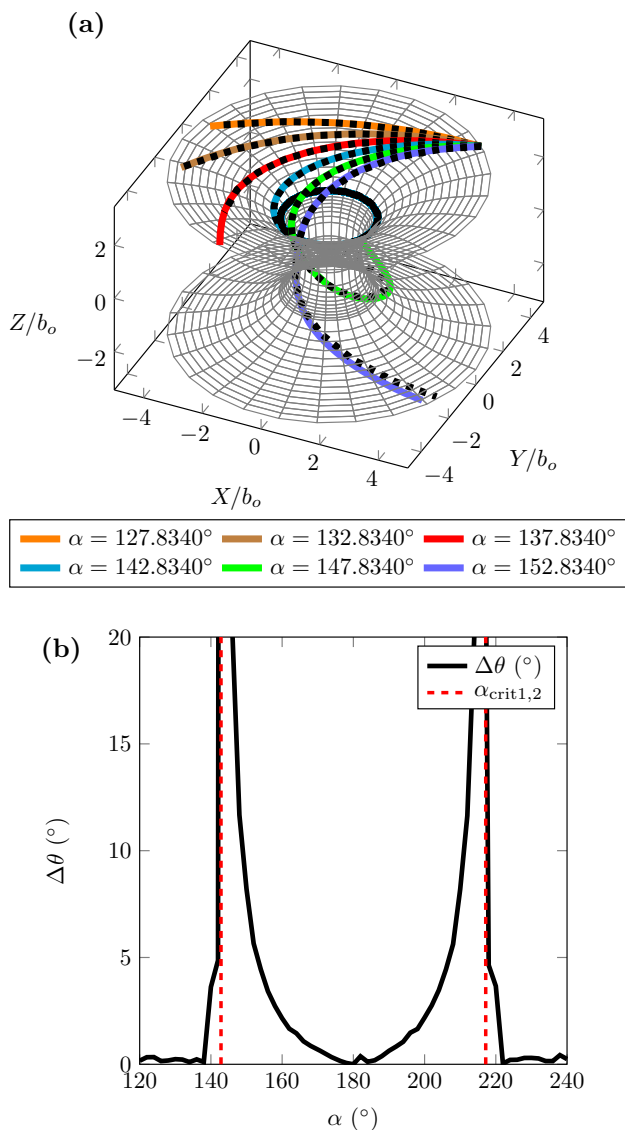 (a)
2
0
−2
Z/b_o
−4
−2
0
2
4
X/b_o
−4
−2
0
2
4
Y/b_o
α = 127.8340° α = 132.8340° α = 137.8340°
α = 142.8340° α = 147.8340° α = 152.8340°
(b)
20
15
10
5
0
Δθ (°)
Δθ (°)
α_crit1,2
120 140 160 180 200 220 240
α (°)